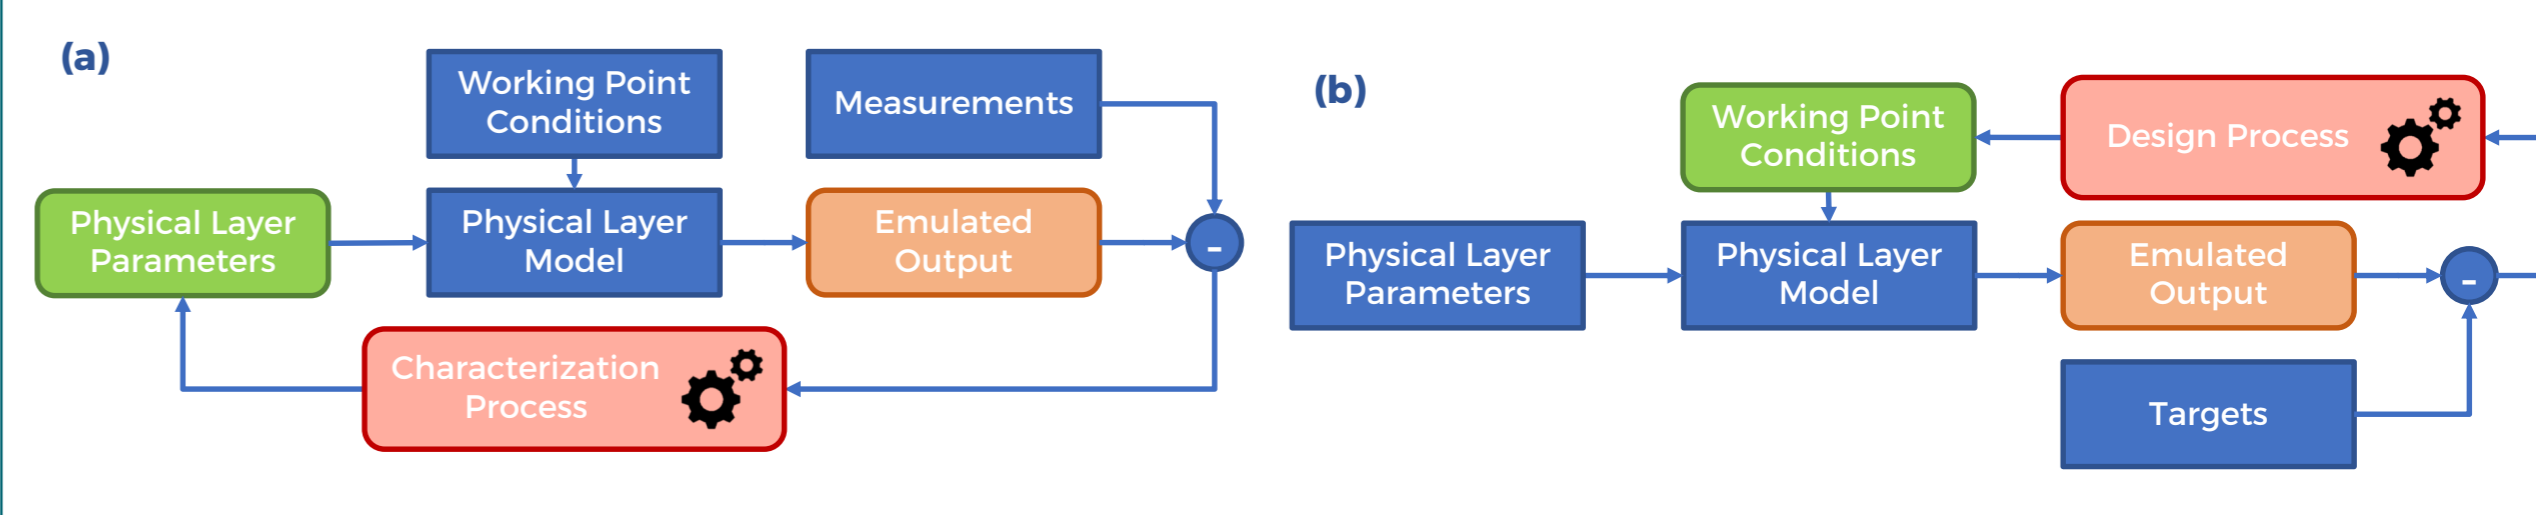 (a)
Working Point
Conditions
Measurements
Physical Layer
Parameters
Physical Layer
Model
Emulated
Output
-
Characterization
Process
(b)
Working Point
Conditions
Design Process
Physical Layer
Parameters
Physical Layer
Model
Emulated
Output
-
Targets